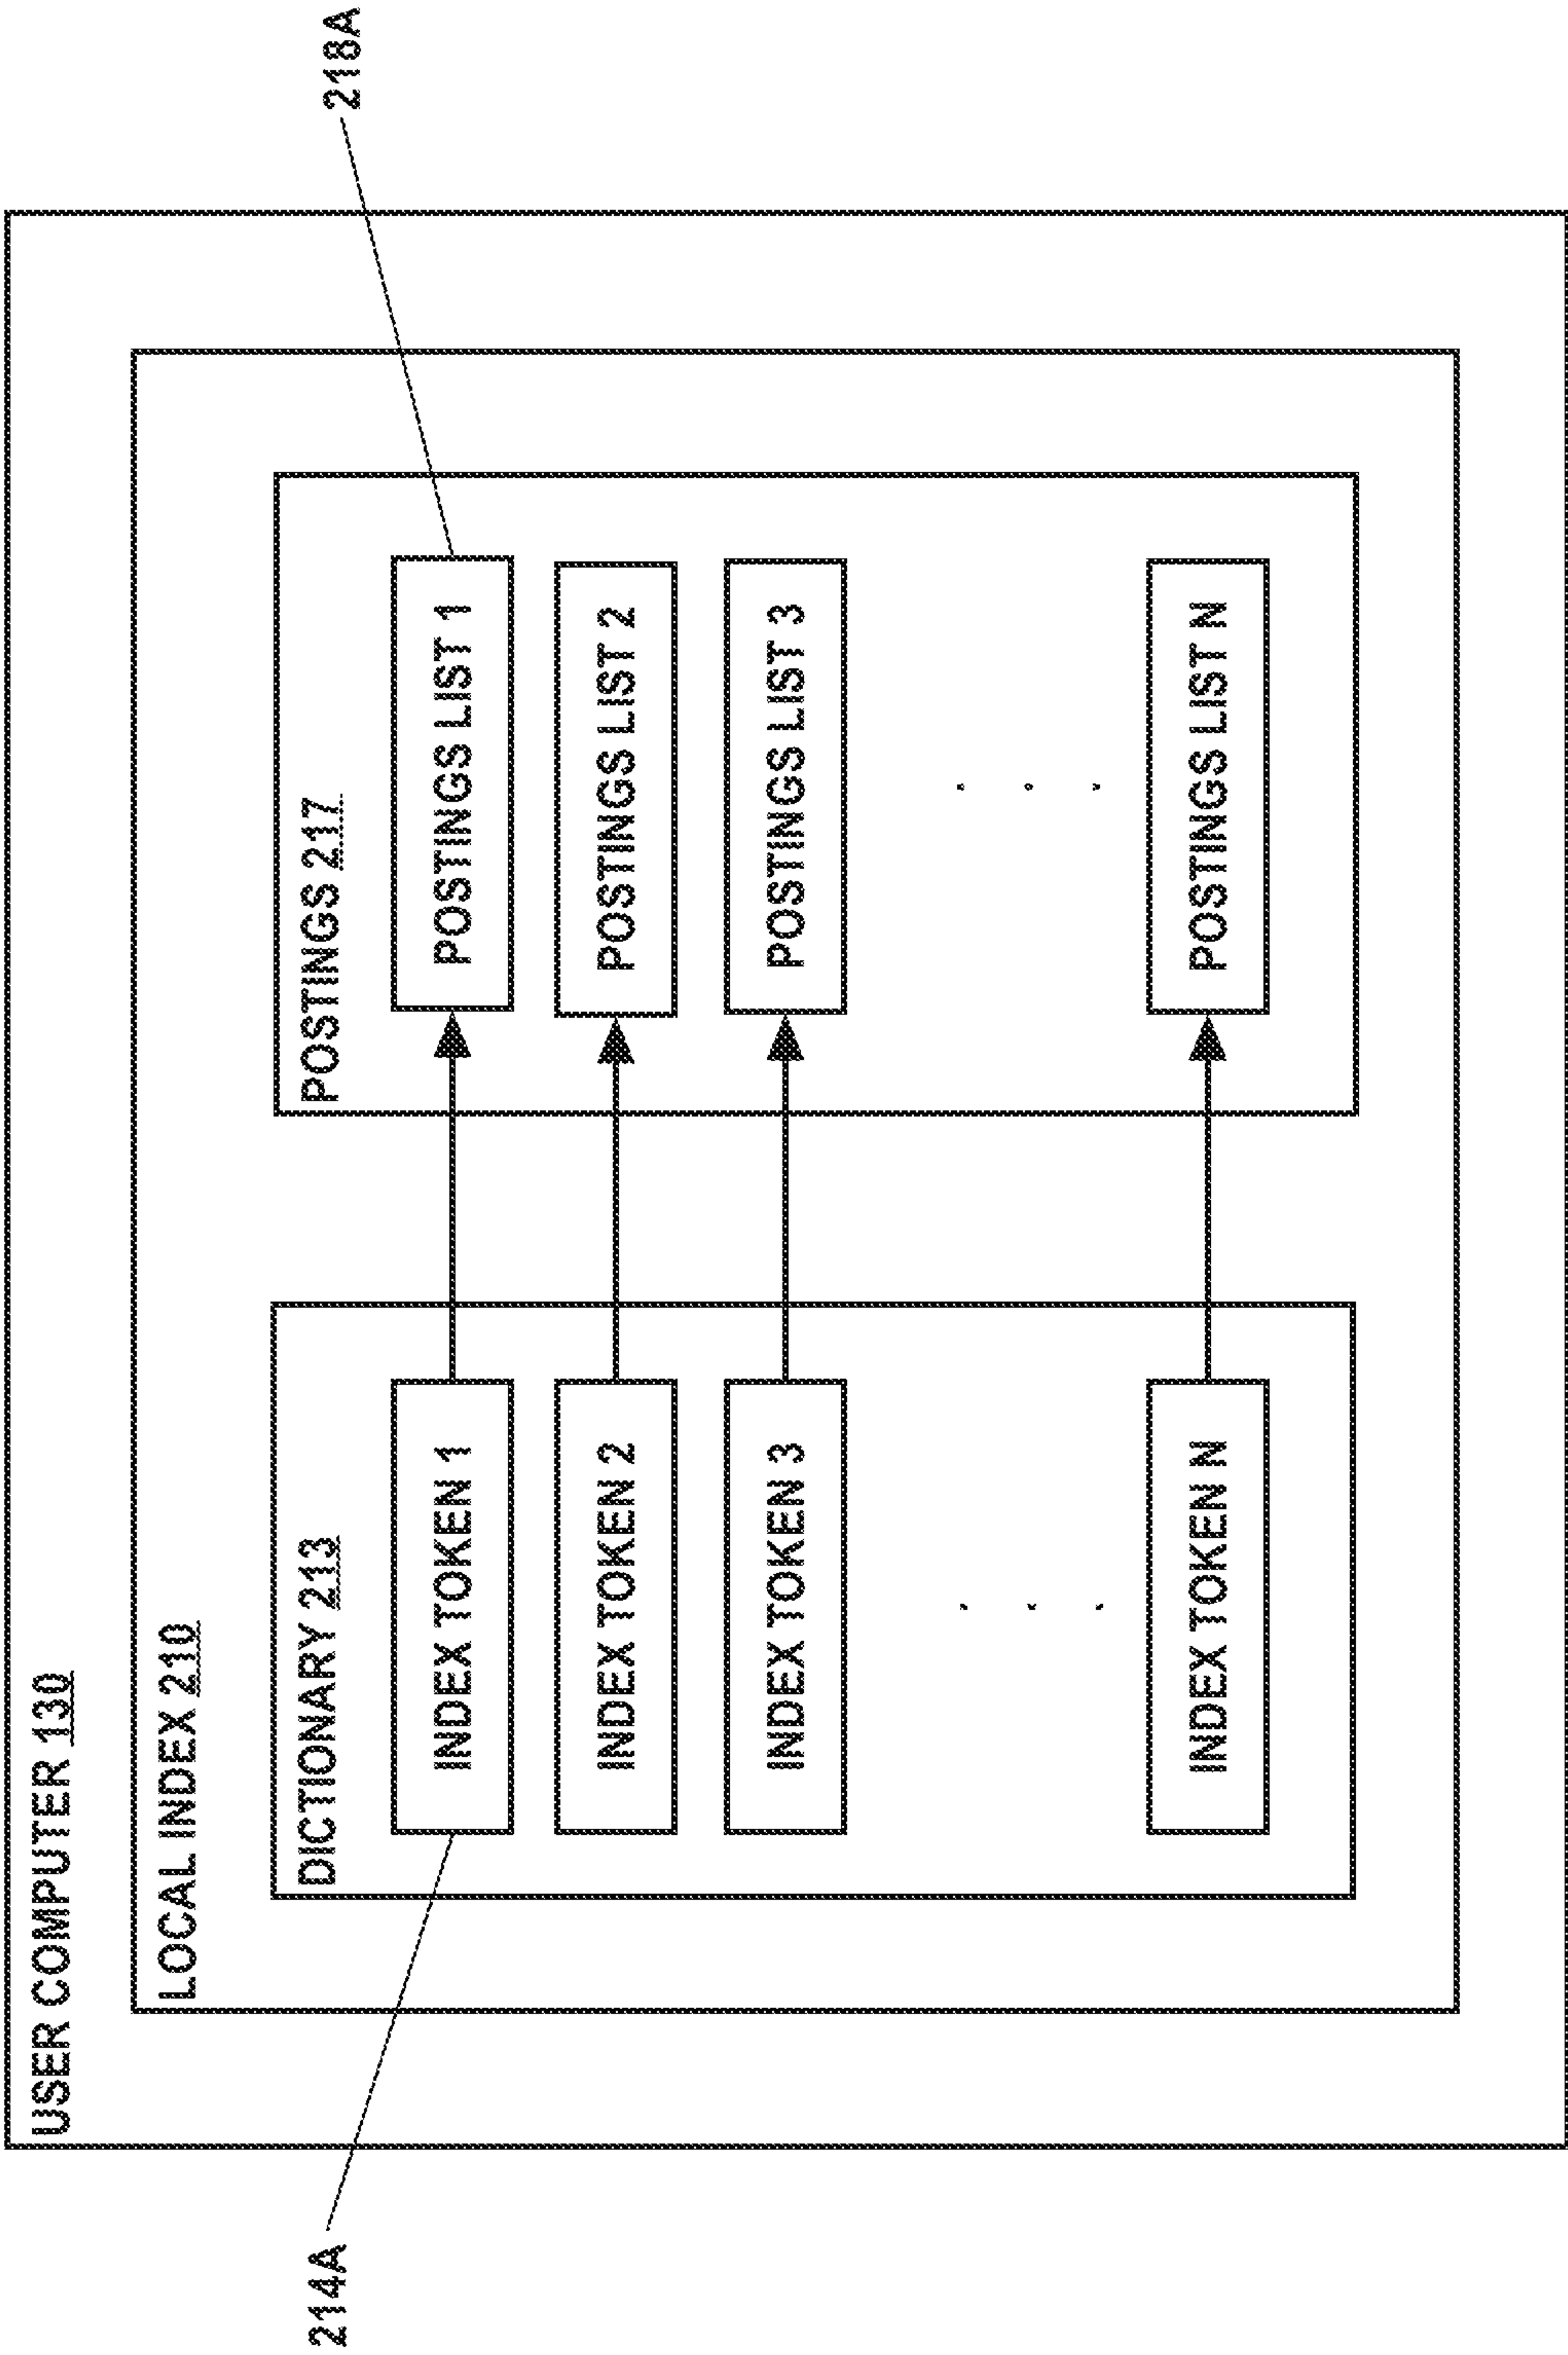 USER COMPUTER 130
LOCAL INDEX 210
DICTIONARY 213
INDEX TOKEN 1
INDEX TOKEN 2
INDEX TOKEN 3
. . .
INDEX TOKEN N
POSTINGS 217
POSTINGS LIST 1
POSTINGS LIST 2
POSTINGS LIST 3
. . .
POSTINGS LIST N
214A
218A